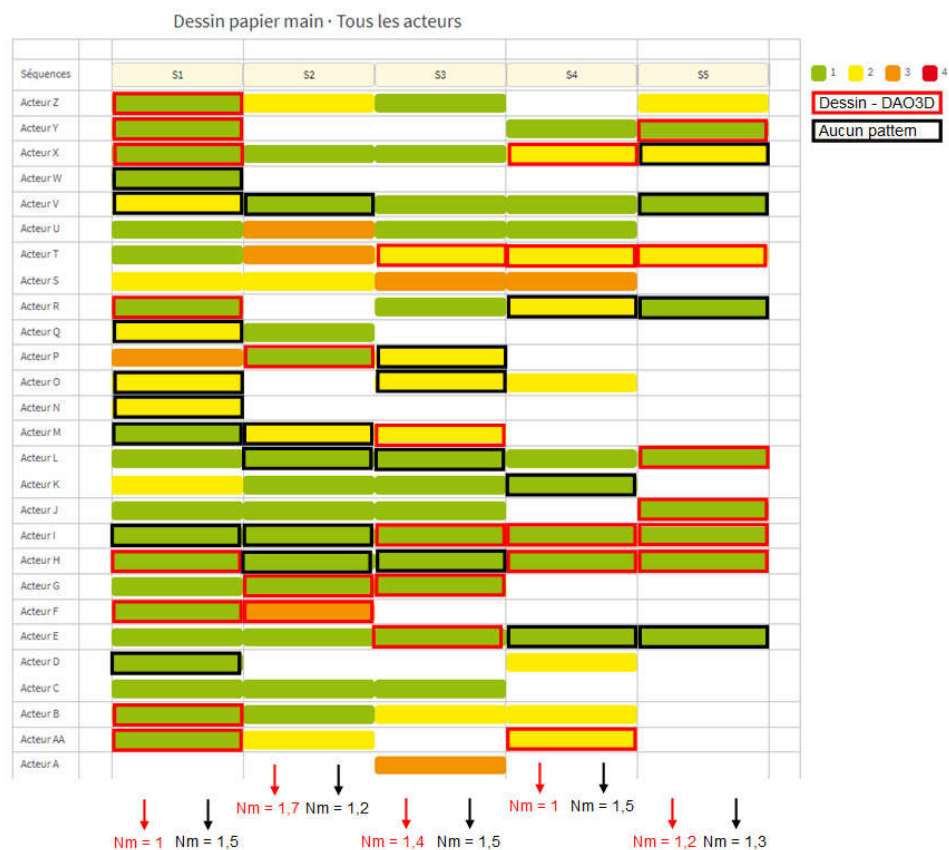 Dessin papier main · Tous les acteurs
Séquences S1 S2 S3 S4 S5
1 2 3 4
Dessin - DAO3D
Aucun pattern
Acteur Z
Acteur Y
Acteur X
Acteur W
Acteur V
Acteur U
Acteur T
Acteur S
Acteur R
Acteur Q
Acteur P
Acteur O
Acteur N
Acteur M
Acteur L
Acteur K
Acteur J
Acteur I
Acteur H
Acteur G
Acteur F
Acteur E
Acteur D
Acteur C
Acteur B
Acteur AA
Acteur A
Nm = 1,7 Nm = 1,2 Nm = 1 Nm = 1,5
Nm = 1 Nm = 1,5 Nm = 1,4 Nm = 1,5 Nm = 1,2 Nm = 1,3